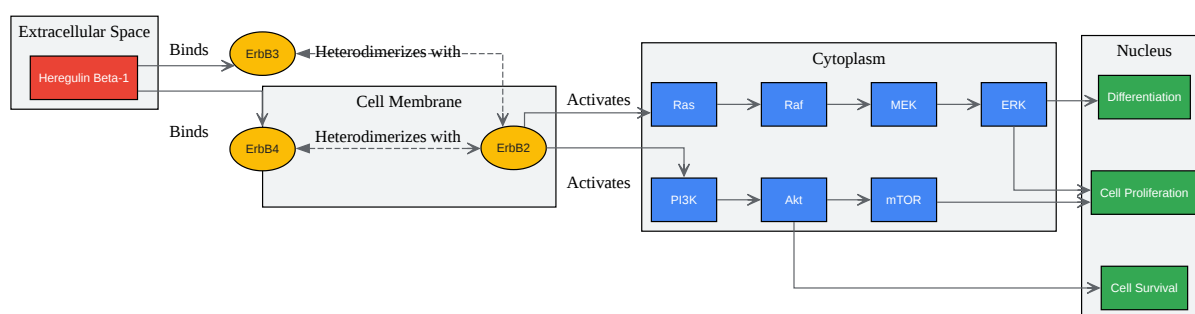 Extracellular Space
Heregulin Beta-1
Binds
Binds
ErbB3
Heterodimerizes with
Cell Membrane
ErbB4
Heterodimerizes with
ErbB2
Activates
Activates
Cytoplasm
Ras
Raf
MEK
ERK
PI3K
Akt
mTOR
Nucleus
Differentiation
Cell Proliferation
Cell Survival